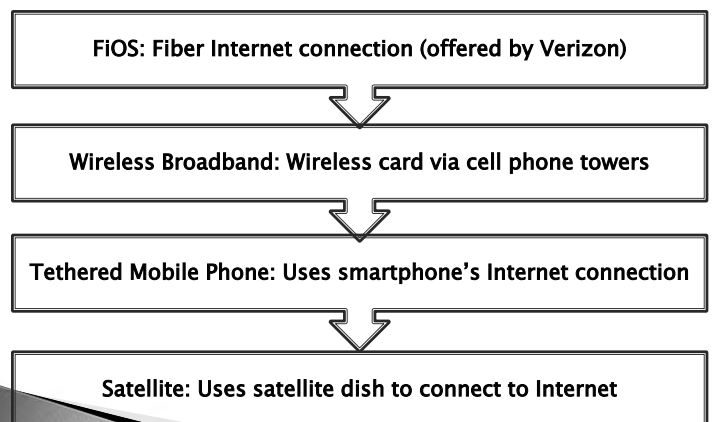 FiOS: Fiber Internet connection (offered by Verizon)
Wireless Broadband: Wireless card via cell phone towers
Tethered Mobile Phone: Uses smartphone’s Internet connection
Satellite: Uses satellite dish to connect to Internet